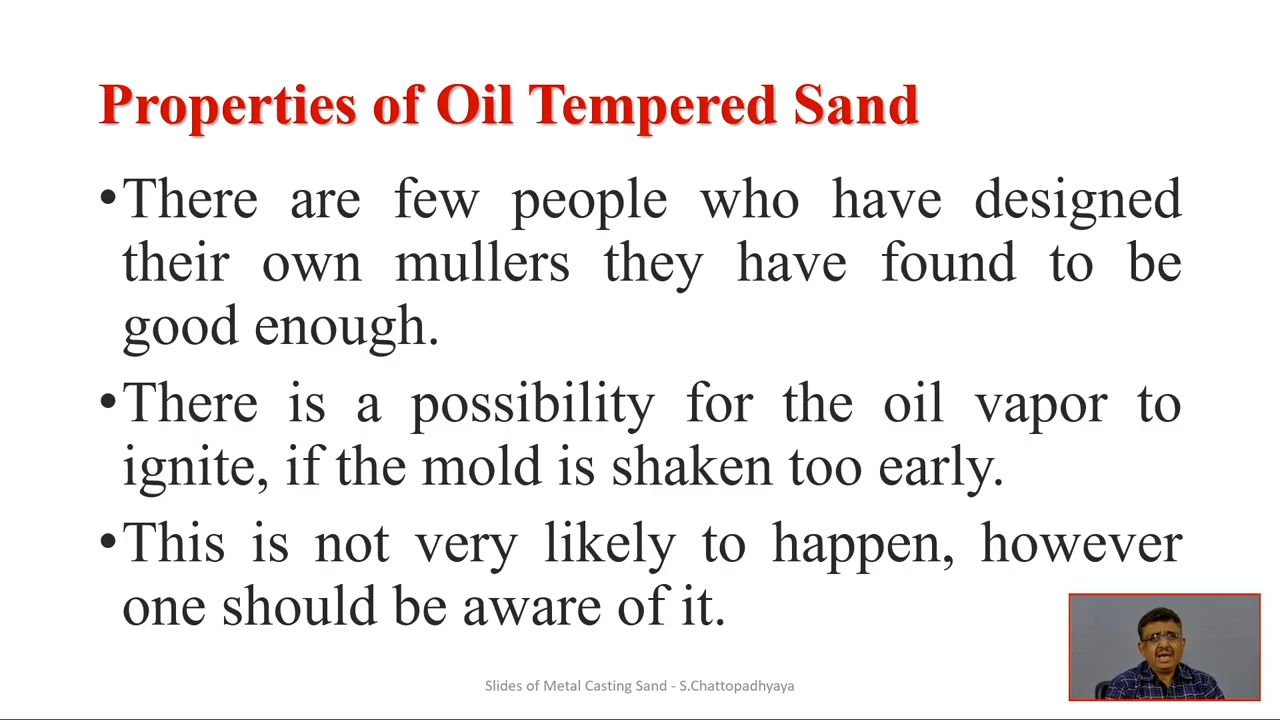 Properties of Oil Tempered Sand
•There are few people who have designed
their own mullers they have found to be
good enough.
•There is a possibility for the oil vapor to
ignite, if the mold is shaken too early.
•This is not very likely to happen, however
one should be aware of it.
Slides of Metal Casting Sand - S.Chattopadhyaya